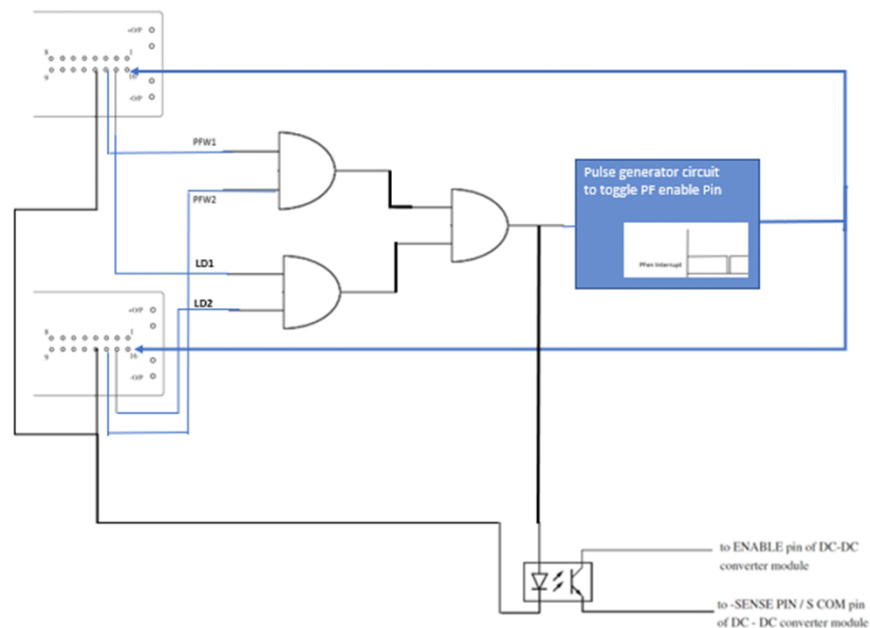 +O/P
8
1
9
16
-O/P
PFW1
PFW2
LD1
LD2
Pulse generator circuit
to toggle PF enable Pin
PFen Interrupt
+O/P
8
1
9
16
-O/P
to ENABLE pin of DC-DC
converter module
to -SENSE PIN / S COM pin
of DC - DC converter module